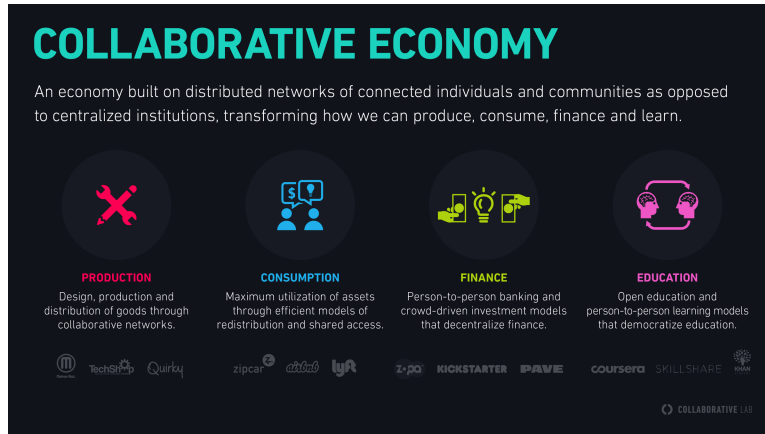 COLLABORATIVE ECONOMY
An economy built on distributed networks of connected individuals and communities as opposed
to centralized institutions, transforming how we can produce, consume, finance and learn.
$
PRODUCTION
Design, production and
distribution of goods through
collaborative networks.
CONSUMPTION
Maximum utilization of assets
through efficient models of
redistribution and shared access.
FINANCE
Person-to-person banking and
crowd-driven investment models
that decentralize finance.
EDUCATION
Open education and
person-to-person learning models
that democratize education.
TechShop
Quirky
zipcar
airbnb
lyft
Zopa
KICKSTARTER
PAVE
coursera
SKILLSHARE
KHAN
COLLABORATIVE LAB